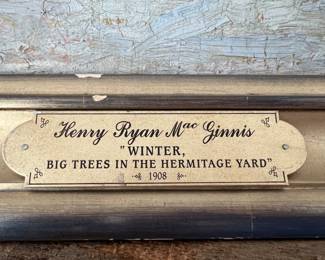 Henry Ryan Mac Ginnis
"WINTER,
BIG TREES IN THE HERMITAGE YARD"
1908